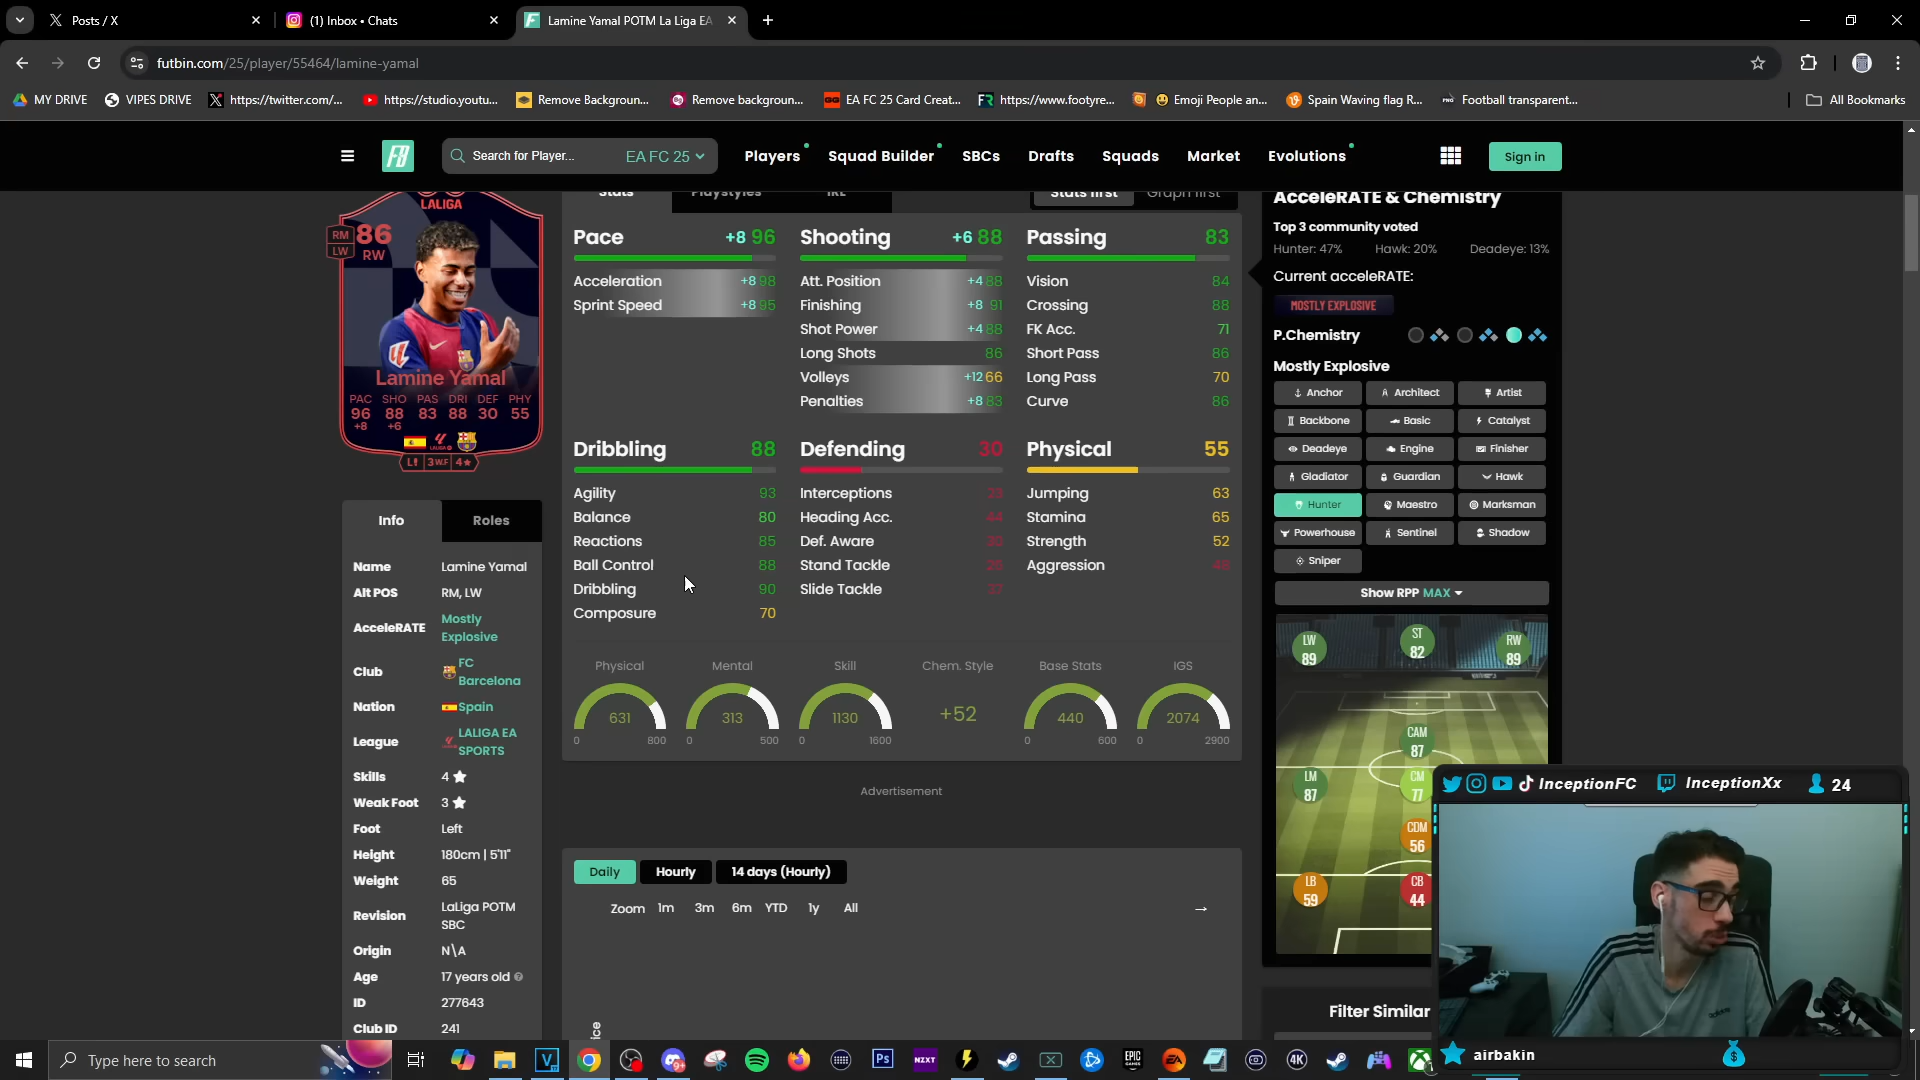 Posts / X
(1) Inbox • Chats
Lamine Yamal POTM La Liga EA
futbin.com/25/player/55464/lamine-yamal
MY DRIVE
VIPES DRIVE
https://twitter.com/...
https://studio.youtu...
Remove Backgroun...
Remove backgroun...
EA FC 25 Card Creat...
https://www.footyre...
Emoji People an...
Spain Waving flag R...
Football transparent...
All Bookmarks
Search for Player...
EA FC 25
Players
Squad Builder
SBCs
Drafts
Squads
Market
Evolutions
Sign in
Stats
Playstyles
IRL
Stats first
Graph first
LALIGA
RM
LW
86
RW
Lamine Yamal
PAC SHO PAS DRI DEF PHY
96 88 83 88 30 55
+8 +6
3 W.F
4★
Pace +8 96
Acceleration +8 98
Sprint Speed +8 95
Shooting +6 88
Att. Position +4 88
Finishing +8 91
Shot Power +4 88
Long Shots 86
Volleys +12 66
Penalties +8 83
Passing 83
Vision 84
Crossing 88
FK Acc. 71
Short Pass 86
Long Pass 70
Curve 86
Dribbling 88
Agility 93
Balance 80
Reactions 85
Ball Control 88
Dribbling 90
Composure 70
Defending 30
Interceptions 23
Heading Acc. 44
Def. Aware 30
Stand Tackle 26
Slide Tackle 27
Physical 55
Jumping 63
Stamina 65
Strength 52
Aggression 48
Physical
631
0 800
Mental
313
0 500
Skill
1130
0 1600
Chem. Style
+52
Base Stats
440
0 600
IGS
2074
0 2900
Advertisement
Daily
Hourly
14 days (Hourly)
Zoom 1m 3m 6m YTD 1y All
→
Info
Roles
Name Lamine Yamal
Alt POS RM, LW
AcceleRATE Mostly
Explosive
Club FC
Barcelona
Nation Spain
League LALIGA EA
SPORTS
Skills 4 ★
Weak Foot 3 ★
Foot Left
Height 180cm | 5'11"
Weight 65
Revision LaLiga POTM
SBC
Origin N\A
Age 17 years old
ID 277643
Club ID 241
AcceleRATE & Chemistry
Top 3 community voted
Hunter: 47% Hawk: 20% Deadeye: 13%
Current acceleRATE:
MOSTLY EXPLOSIVE
P.Chemistry
Mostly Explosive
Anchor
Architect
Artist
Backbone
Basic
Catalyst
Deadeye
Engine
Finisher
Gladiator
Guardian
Hawk
Hunter
Maestro
Marksman
Powerhouse
Sentinel
Shadow
Sniper
Show RPP MAX
LW
89
ST
82
RW
89
CAM
87
LM
87
CM
77
CDM
56
LB
59
CB
44
Filter Similar
InceptionFC
InceptionXx
24
airbakin
Type here to search